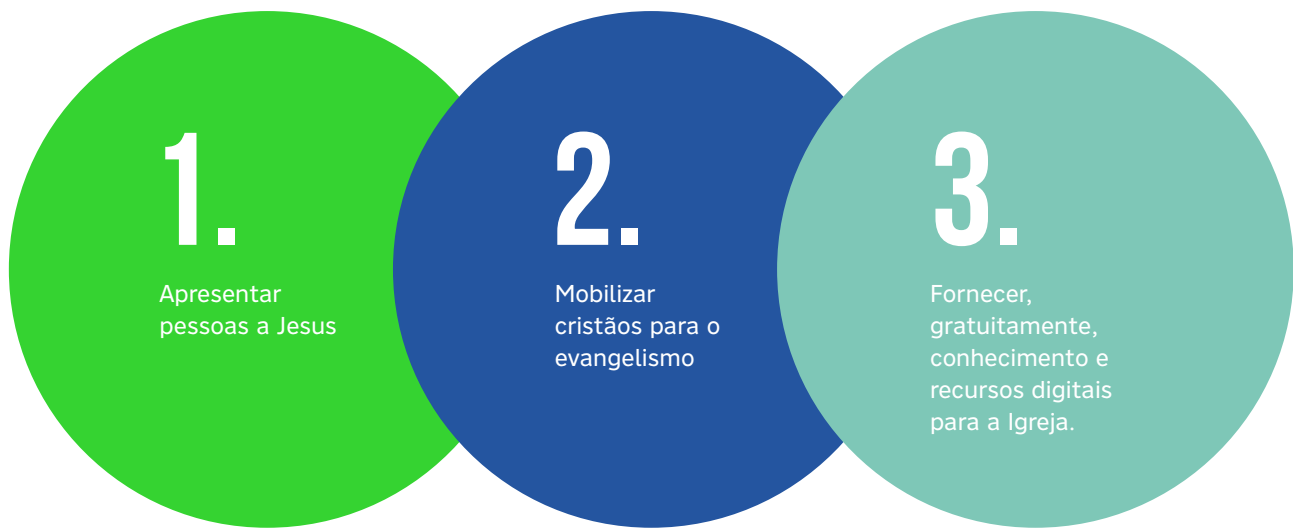 1.
Apresentar
pessoas a Jesus
2.
Mobilizar
cristãos para o
evangelismo
3.
Fornecer,
gratuitamente,
conhecimento e
recursos digitais
para a Igreja.